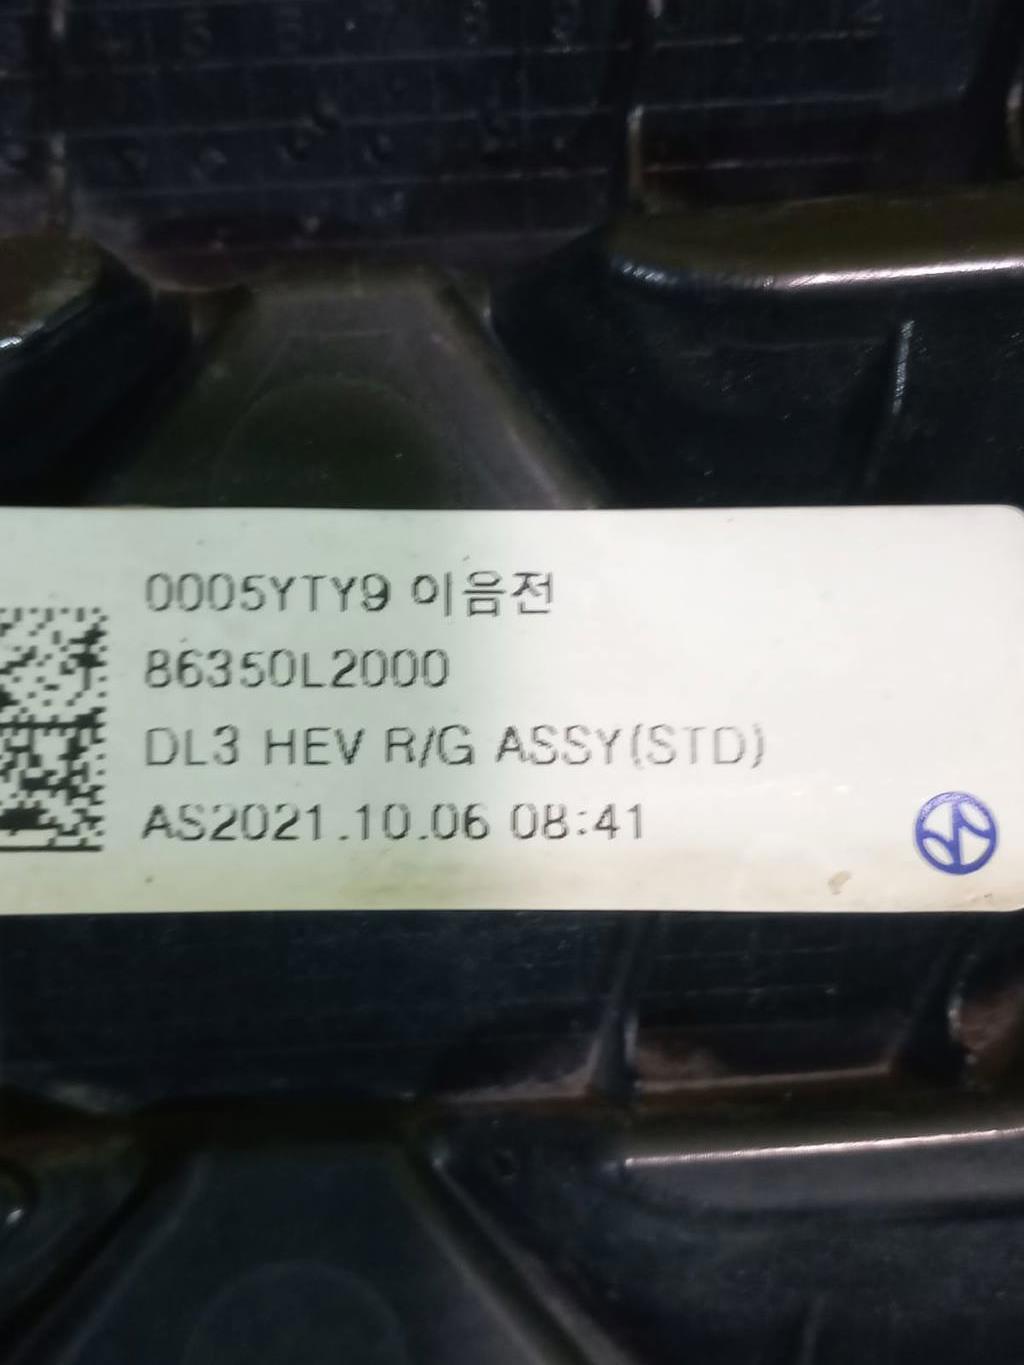 0005YTY9 이음전
86350L2000
DL3 HEV R/G ASSY(STD)
AS2021.10.06 08:41